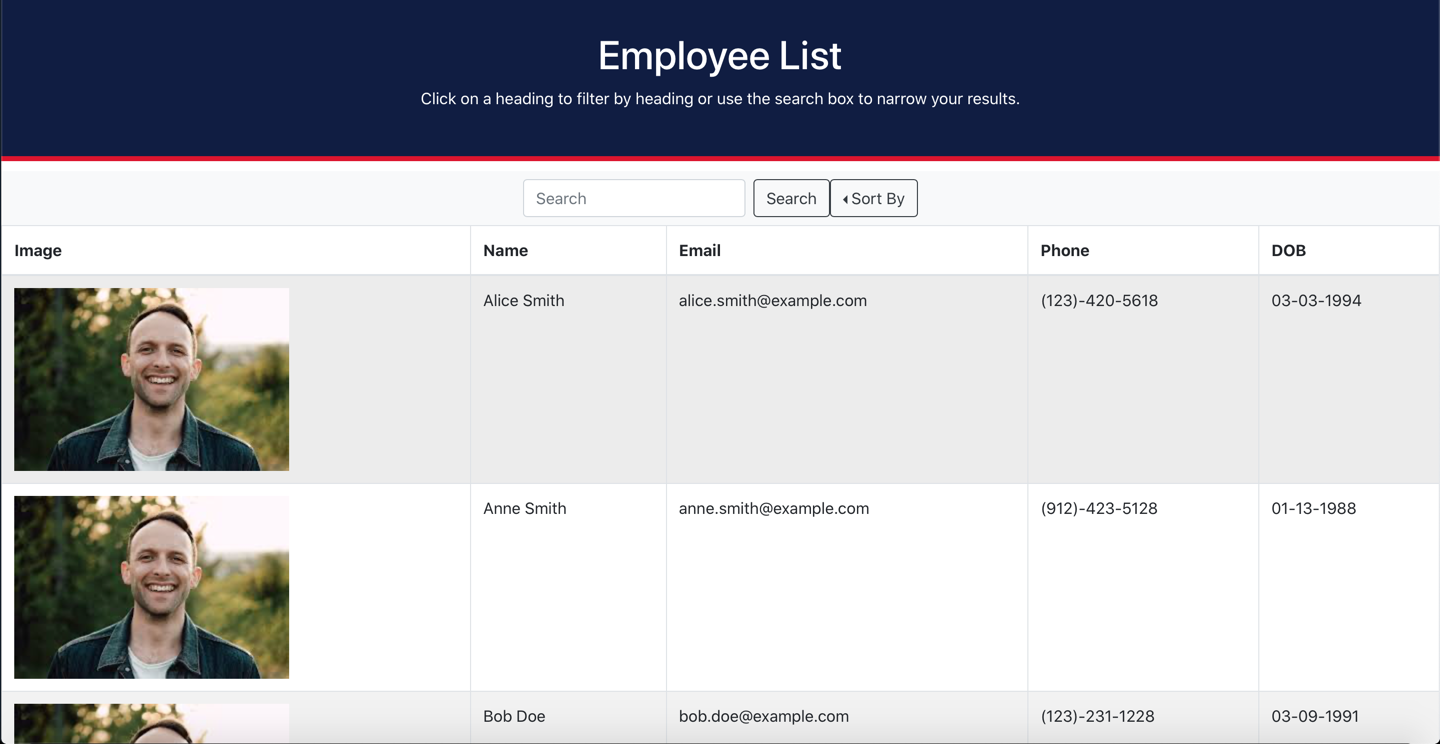 Employee List
Click on a heading to filter by heading or use the search box to narrow your results.
Search Search Sort By
Image Name Email Phone DOB
Alice Smith alice.smith@example.com (123)-420-5618 03-03-1994
Anne Smith anne.smith@example.com (912)-423-5128 01-13-1988
Bob Doe bob.doe@example.com (123)-231-1228 03-09-1991